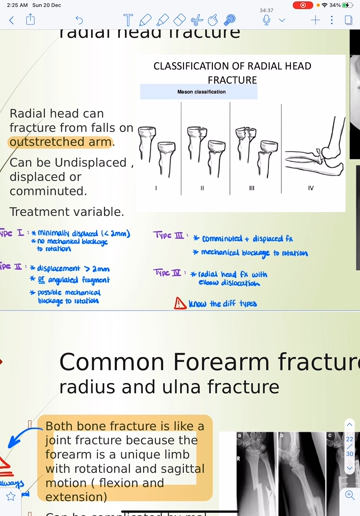 2:25 AM Sun 20 Dec
34:37
34%
radial head fracture
CLASSIFICATION OF RADIAL HEAD
FRACTURE
Mason classification
Radial head can
fracture from falls on
outstretched arm.
Can be Undisplaced ,
displaced or
comminuted.
Treatment variable.
I II III IV
Type I : * minimally displaced (< 2mm)
* no mechanical blockage
to rotation
Type II : * displacement > 2mm
* or angulated fragment
* possible mechanical
blockage to rotation
Type III : * comminuted + displaced fx
* mechanical blockage to rotation
Type IV : * radial head fx with
elbow dislocation
! know the diff types
Common Forearm fracture
radius and ulna fracture
Both bone fracture is like a
joint fracture because the
forearm is a unique limb
with rotational and sagittal
motion ( flexion and
extension)
always
R
c
22
30